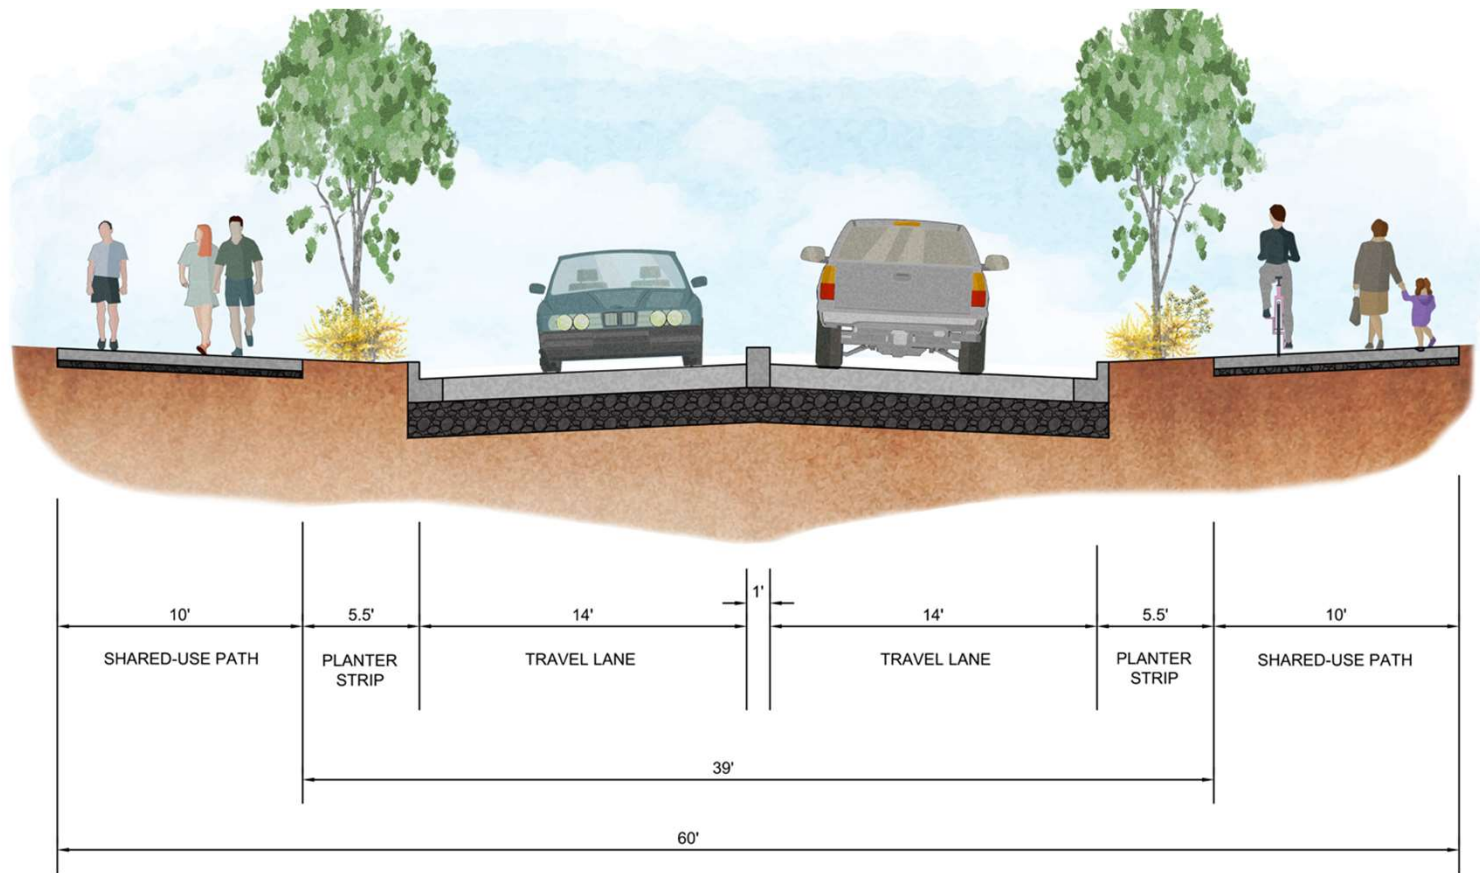 1'
10'
5.5'
14'
14'
5.5'
10'
SHARED-USE PATH
PLANTER
STRIP
TRAVEL LANE
TRAVEL LANE
PLANTER
STRIP
SHARED-USE PATH
39'
60'